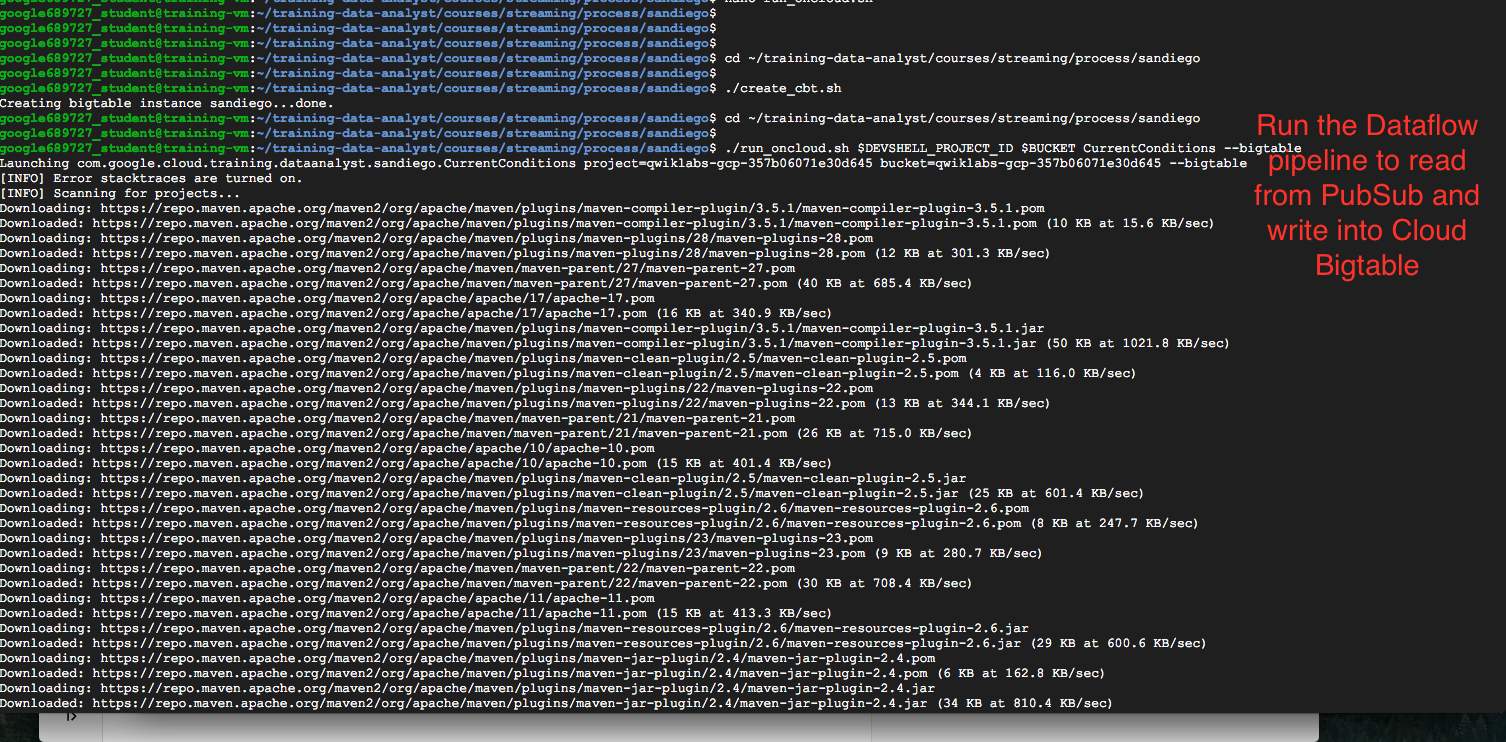 google689727_student@training-vm:~/training-data-analyst/courses/streaming/process/sandiego$ nano run_oncloud.sh
google689727_student@training-vm:~/training-data-analyst/courses/streaming/process/sandiego$
google689727_student@training-vm:~/training-data-analyst/courses/streaming/process/sandiego$
google689727_student@training-vm:~/training-data-analyst/courses/streaming/process/sandiego$
google689727_student@training-vm:~/training-data-analyst/courses/streaming/process/sandiego$ cd ~/training-data-analyst/courses/streaming/process/sandiego
google689727_student@training-vm:~/training-data-analyst/courses/streaming/process/sandiego$
google689727_student@training-vm:~/training-data-analyst/courses/streaming/process/sandiego$ ./create_cbt.sh
Creating bigtable instance sandiego...done.
google689727_student@training-vm:~/training-data-analyst/courses/streaming/process/sandiego$ cd ~/training-data-analyst/courses/streaming/process/sandiego
google689727_student@training-vm:~/training-data-analyst/courses/streaming/process/sandiego$
google689727_student@training-vm:~/training-data-analyst/courses/streaming/process/sandiego$ ./run_oncloud.sh $DEVSHELL_PROJECT_ID $BUCKET CurrentConditions --bigtable
Launching com.google.cloud.training.dataanalyst.sandiego.CurrentConditions project=qwiklabs-gcp-357b06071e30d645 bucket=qwiklabs-gcp-357b06071e30d645 --bigtable
[INFO] Error stacktraces are turned on.
[INFO] Scanning for projects...
Downloading: https://repo.maven.apache.org/maven2/org/apache/maven/plugins/maven-compiler-plugin/3.5.1/maven-compiler-plugin-3.5.1.pom
Downloaded: https://repo.maven.apache.org/maven2/org/apache/maven/plugins/maven-compiler-plugin/3.5.1/maven-compiler-plugin-3.5.1.pom (10 KB at 15.6 KB/sec)
Downloading: https://repo.maven.apache.org/maven2/org/apache/maven/plugins/maven-plugins/28/maven-plugins-28.pom
Downloaded: https://repo.maven.apache.org/maven2/org/apache/maven/plugins/maven-plugins/28/maven-plugins-28.pom (12 KB at 301.3 KB/sec)
Downloading: https://repo.maven.apache.org/maven2/org/apache/maven/maven-parent/27/maven-parent-27.pom
Downloaded: https://repo.maven.apache.org/maven2/org/apache/maven/maven-parent/27/maven-parent-27.pom (40 KB at 685.4 KB/sec)
Downloading: https://repo.maven.apache.org/maven2/org/apache/apache/17/apache-17.pom
Downloaded: https://repo.maven.apache.org/maven2/org/apache/apache/17/apache-17.pom (16 KB at 340.9 KB/sec)
Downloading: https://repo.maven.apache.org/maven2/org/apache/maven/plugins/maven-compiler-plugin/3.5.1/maven-compiler-plugin-3.5.1.jar
Downloaded: https://repo.maven.apache.org/maven2/org/apache/maven/plugins/maven-compiler-plugin/3.5.1/maven-compiler-plugin-3.5.1.jar (50 KB at 1021.8 KB/sec)
Downloading: https://repo.maven.apache.org/maven2/org/apache/maven/plugins/maven-clean-plugin/2.5/maven-clean-plugin-2.5.pom
Downloaded: https://repo.maven.apache.org/maven2/org/apache/maven/plugins/maven-clean-plugin/2.5/maven-clean-plugin-2.5.pom (4 KB at 116.0 KB/sec)
Downloading: https://repo.maven.apache.org/maven2/org/apache/maven/plugins/maven-plugins/22/maven-plugins-22.pom
Downloaded: https://repo.maven.apache.org/maven2/org/apache/maven/plugins/maven-plugins/22/maven-plugins-22.pom (13 KB at 344.1 KB/sec)
Downloading: https://repo.maven.apache.org/maven2/org/apache/maven/maven-parent/21/maven-parent-21.pom
Downloaded: https://repo.maven.apache.org/maven2/org/apache/maven/maven-parent/21/maven-parent-21.pom (26 KB at 715.0 KB/sec)
Downloading: https://repo.maven.apache.org/maven2/org/apache/apache/10/apache-10.pom
Downloaded: https://repo.maven.apache.org/maven2/org/apache/apache/10/apache-10.pom (15 KB at 401.4 KB/sec)
Downloading: https://repo.maven.apache.org/maven2/org/apache/maven/plugins/maven-clean-plugin/2.5/maven-clean-plugin-2.5.jar
Downloaded: https://repo.maven.apache.org/maven2/org/apache/maven/plugins/maven-clean-plugin/2.5/maven-clean-plugin-2.5.jar (25 KB at 601.4 KB/sec)
Downloading: https://repo.maven.apache.org/maven2/org/apache/maven/plugins/maven-resources-plugin/2.6/maven-resources-plugin-2.6.pom
Downloaded: https://repo.maven.apache.org/maven2/org/apache/maven/plugins/maven-resources-plugin/2.6/maven-resources-plugin-2.6.pom (8 KB at 247.7 KB/sec)
Downloading: https://repo.maven.apache.org/maven2/org/apache/maven/plugins/maven-plugins/23/maven-plugins-23.pom
Downloaded: https://repo.maven.apache.org/maven2/org/apache/maven/plugins/maven-plugins/23/maven-plugins-23.pom (9 KB at 280.7 KB/sec)
Downloading: https://repo.maven.apache.org/maven2/org/apache/maven/maven-parent/22/maven-parent-22.pom
Downloaded: https://repo.maven.apache.org/maven2/org/apache/maven/maven-parent/22/maven-parent-22.pom (30 KB at 708.4 KB/sec)
Downloading: https://repo.maven.apache.org/maven2/org/apache/apache/11/apache-11.pom
Downloaded: https://repo.maven.apache.org/maven2/org/apache/apache/11/apache-11.pom (15 KB at 413.3 KB/sec)
Downloading: https://repo.maven.apache.org/maven2/org/apache/maven/plugins/maven-resources-plugin/2.6/maven-resources-plugin-2.6.jar
Downloaded: https://repo.maven.apache.org/maven2/org/apache/maven/plugins/maven-resources-plugin/2.6/maven-resources-plugin-2.6.jar (29 KB at 600.6 KB/sec)
Downloading: https://repo.maven.apache.org/maven2/org/apache/maven/plugins/maven-jar-plugin/2.4/maven-jar-plugin-2.4.pom
Downloaded: https://repo.maven.apache.org/maven2/org/apache/maven/plugins/maven-jar-plugin/2.4/maven-jar-plugin-2.4.pom (6 KB at 162.8 KB/sec)
Downloading: https://repo.maven.apache.org/maven2/org/apache/maven/plugins/maven-jar-plugin/2.4/maven-jar-plugin-2.4.jar
Downloaded: https://repo.maven.apache.org/maven2/org/apache/maven/plugins/maven-jar-plugin/2.4/maven-jar-plugin-2.4.jar (34 KB at 810.4 KB/sec)
Run the Dataflow
pipeline to read
from PubSub and
write into Cloud
Bigtable